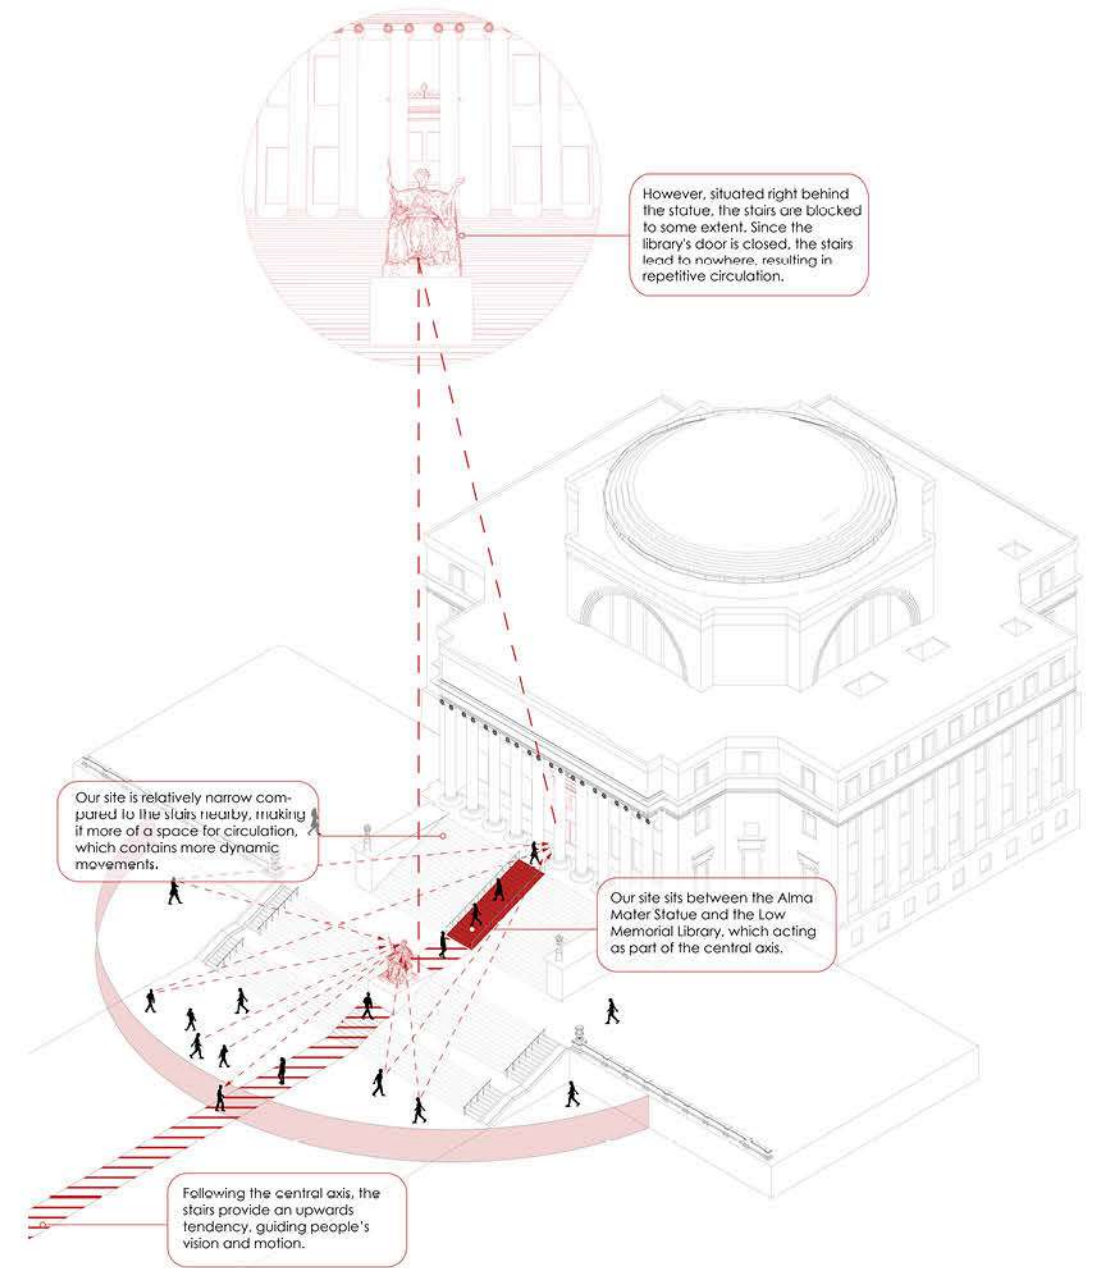 However, situated right behind
the statue, the stairs are blocked
to some extent. Since the
library's door is closed, the stairs
lead to nowhere, resulting in
repetitive circulation.
Our site is relatively narrow com-
pared to the stairs nearby, making
it more of a space for circulation,
which contains more dynamic
movements.
Our site sits between the Alma
Mater Statue and the Low
Memorial Library, which acting
as part of the central axis.
Following the central axis, the
stairs provide an upwards
tendency, guiding people's
vision and motion.